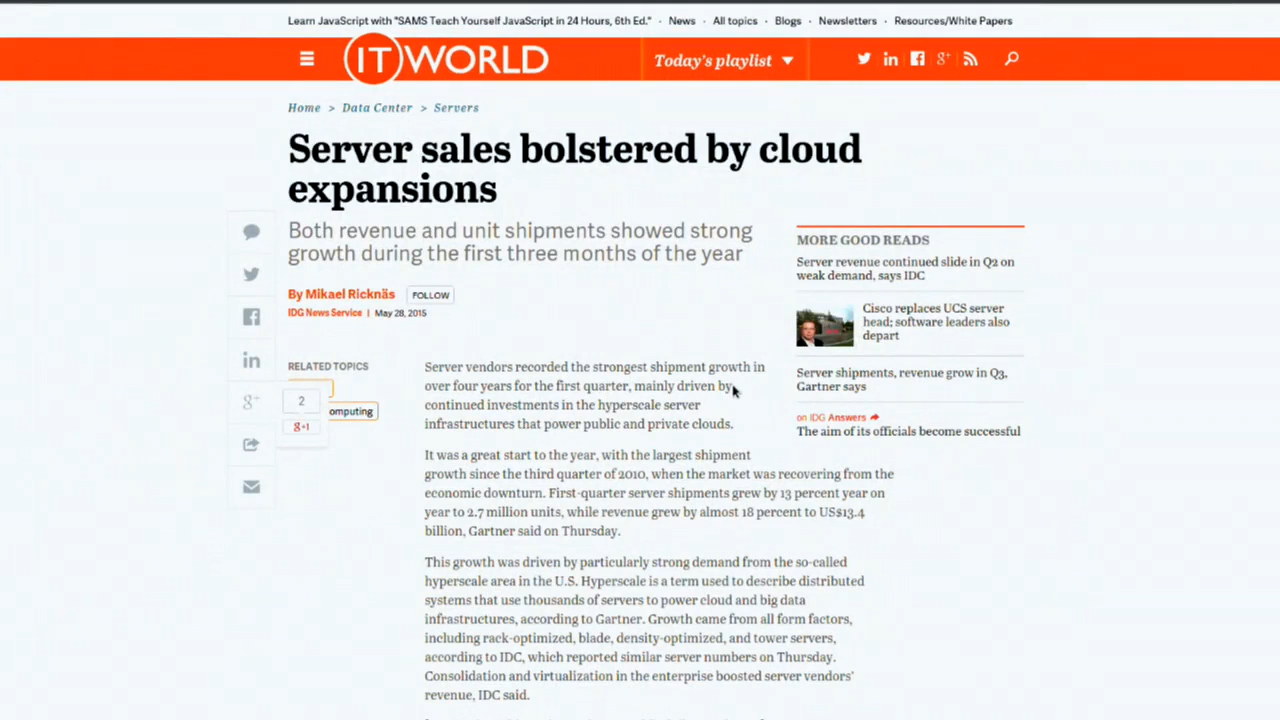 Learn JavaScript with "SAMS Teach Yourself JavaScript in 24 Hours, 6th Ed." · News · All topics · Blogs · Newsletters · Resources/White Papers
IT WORLD
Today's playlist
Home > Data Center > Servers
Server sales bolstered by cloud
expansions
Both revenue and unit shipments showed strong
growth during the first three months of the year
By Mikael Ricknäs FOLLOW
IDG News Service | May 28, 2015
MORE GOOD READS
Server revenue continued slide in Q2 on
weak demand, says IDC
Cisco replaces UCS server
head; software leaders also
depart
Server shipments, revenue grow in Q3,
Gartner says
on IDG Answers
The aim of its officials become successful
RELATED TOPICS
omputing
g+
2
g+1
Server vendors recorded the strongest shipment growth in
over four years for the first quarter, mainly driven by
continued investments in the hyperscale server
infrastructures that power public and private clouds.
It was a great start to the year, with the largest shipment
growth since the third quarter of 2010, when the market was recovering from the
economic downturn. First-quarter server shipments grew by 13 percent year on
year to 2.7 million units, while revenue grew by almost 18 percent to US$13.4
billion, Gartner said on Thursday.
This growth was driven by particularly strong demand from the so-called
hyperscale area in the U.S. Hyperscale is a term used to describe distributed
systems that use thousands of servers to power cloud and big data
infrastructures, according to Gartner. Growth came from all form factors,
including rack-optimized, blade, density-optimized, and tower servers,
according to IDC, which reported similar server numbers on Thursday.
Consolidation and virtualization in the enterprise boosted server vendors'
revenue, IDC said.